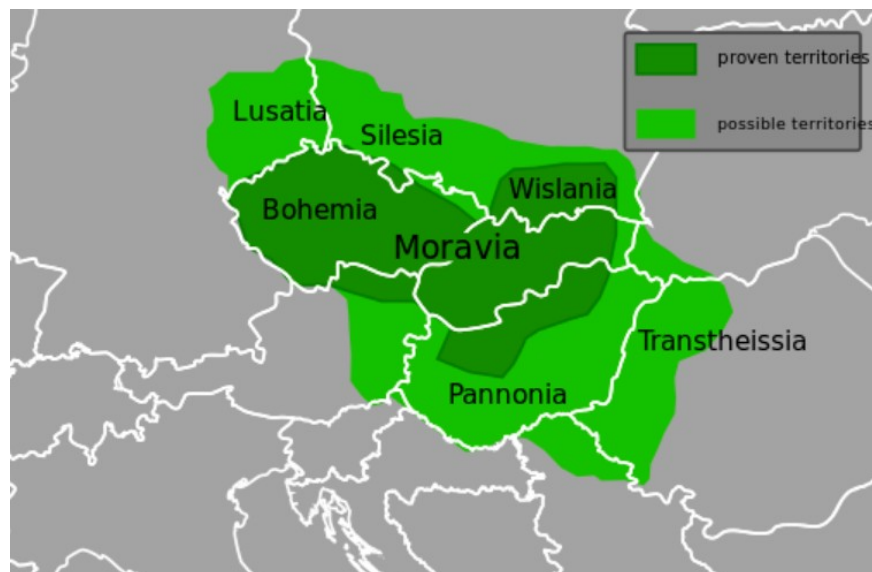 proven territories
possible territories
Lusatia
Silesia
Wislania
Bohemia
Moravia
Transtheissia
Pannonia